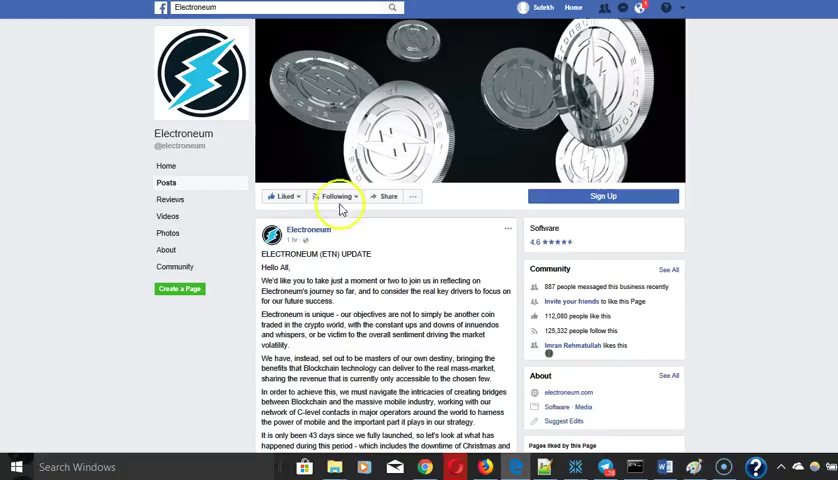 Electroneum
Sutekh Home
1
Electroneum
@electroneum
Home
Posts
Reviews
Videos
Photos
About
Community
Create a Page
Liked Following Share ...
Sign Up
Electroneum
1 hr
ELECTRONEUM (ETN) UPDATE
Hello All,
We'd like you to take just a moment or two to join us in reflecting on
Electroneum's journey so far, and to consider the real key drivers to focus on
for our future success.
Electroneum is unique - our objectives are not to simply be another coin
traded in the crypto world, with the constant ups and downs of innuendos
and whispers, or be victim to the overall sentiment driving the market
volatility.
We have, instead, set out to be masters of our own destiny, bringing the
benefits that Blockchain technology can deliver to the real mass-market,
sharing the revenue that is currently only accessible to the chosen few.
In order to achieve this, we must navigate the intricacies of creating bridges
between Blockchain and the massive mobile industry, working with our
network of C-level contacts in major operators around the world to harness
the power of mobile and the important part it plays in our strategy.
It is only been 43 days since we fully launched, so let's look at what has
happened during this period - which includes the downtime of Christmas and
Software
4.6
Community See All
887 people messaged this business recently
Invite your friends to like this Page
112,080 people like this
125,332 people follow this
Imran Rehmatullah likes this
About See All
electroneum.com
Software · Media
Suggest Edits
Pages liked by this Page
Search Windows